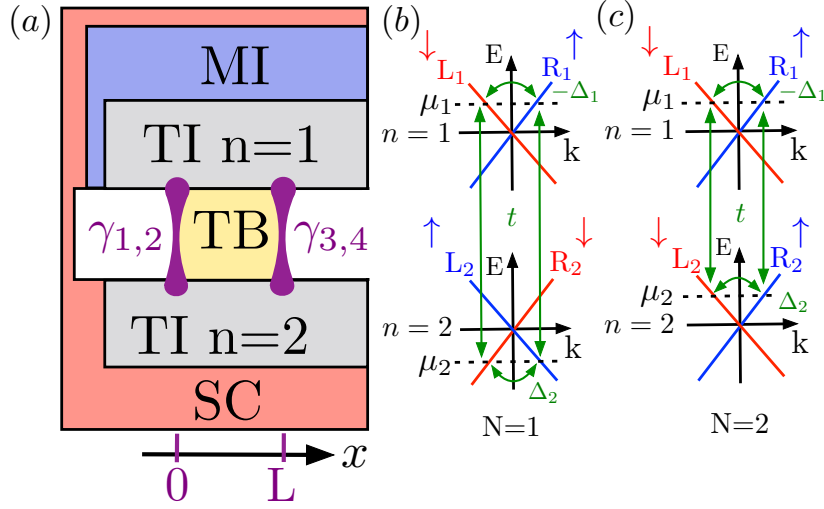 (a)
MI
TI n=1
γ₁,₂ TB γ₃,₄
TI n=2
SC
0 L x
(b)
↓ ↑
L₁ E R₁
μ₁ −Δ₁
n = 1 k
t
↑ ↓
L₂ E R₂
n = 2 k
μ₂ Δ₂
N=1
(c)
↓ ↑
L₁ E R₁
μ₁ −Δ₁
n = 1 k
t
↓ ↑
L₂ E R₂
μ₂ Δ₂
n = 2 k
N=2